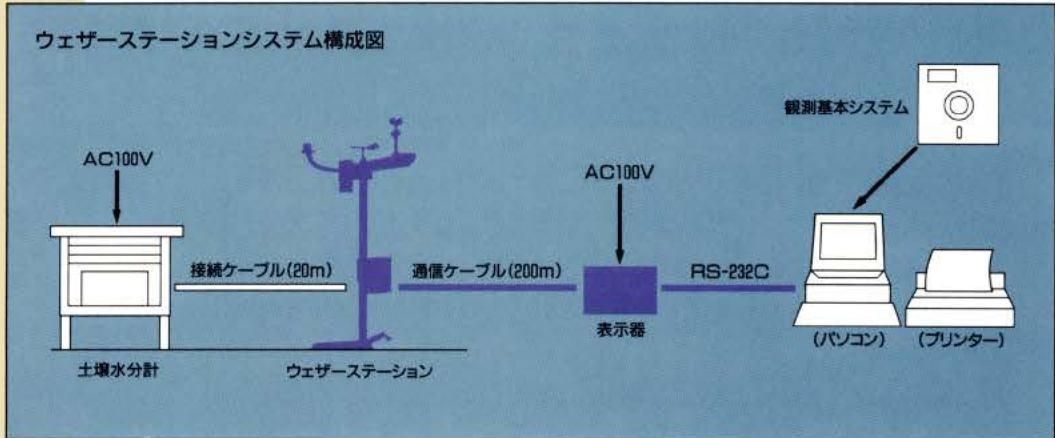 ウェザーステーションシステム構成図
観測基本システム
AC100V
AC100V
接続ケーブル(20m)
通信ケーブル(200m)
RS-232C
表示器
(パソコン)
(プリンター)
土壌水分計
ウェザーステーション